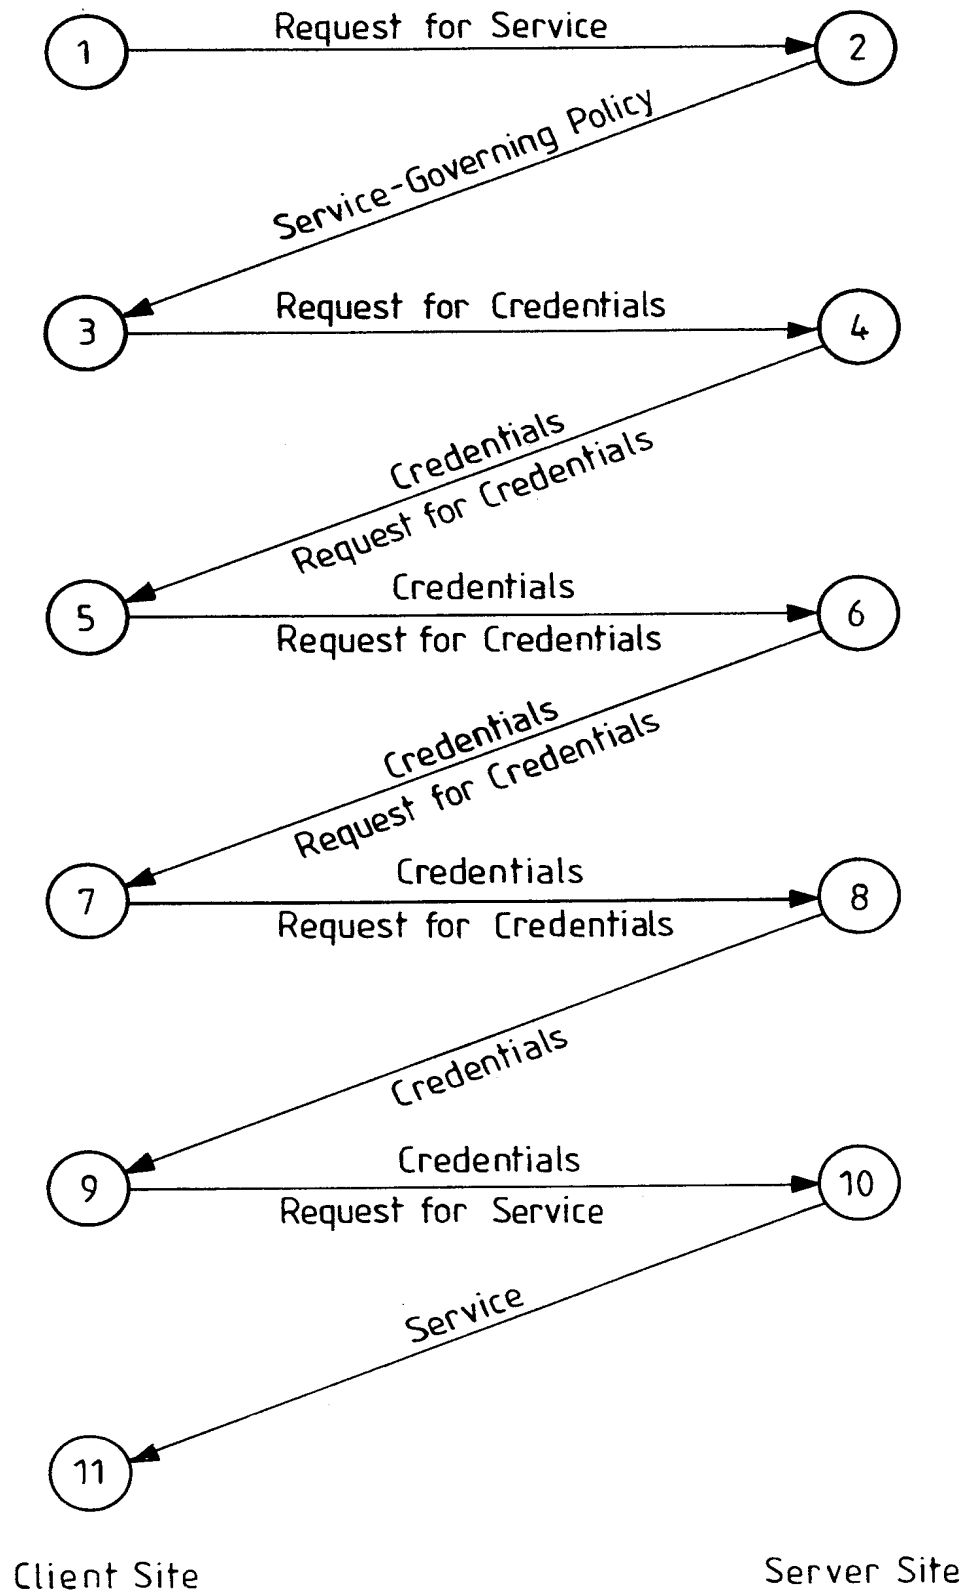 Request for Service
1
2
Service-Governing Policy
Request for Credentials
3
4
Credentials
Request for Credentials
Credentials
5
6
Request for Credentials
Credentials
Request for Credentials
Credentials
7
8
Request for Credentials
Credentials
Credentials
9
10
Request for Service
Service
11
Client Site
Server Site